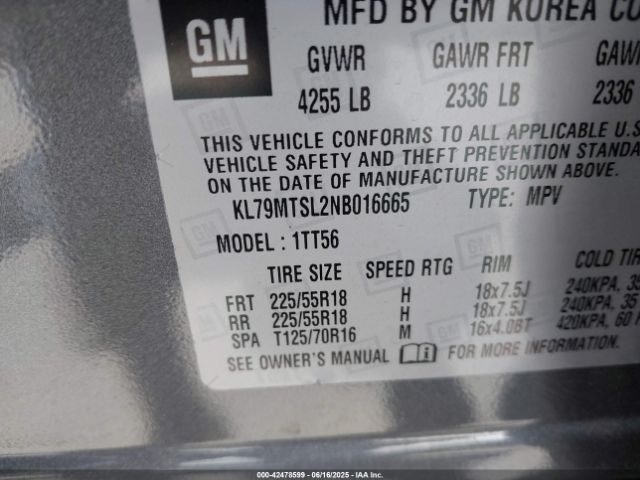 GM
MFD BY GM KOREA CO
GVWR GAWR FRT GAW
4255 LB 2336 LB 2336
THIS VEHICLE CONFORMS TO ALL APPLICABLE U.S
VEHICLE SAFETY AND THEFT PREVENTION STANDA
ON THE DATE OF MANUFACTURE SHOWN ABOVE.
KL79MTSL2NB016665 TYPE: MPV
MODEL : 1TT56
TIRE SIZE SPEED RTG RIM COLD TIR
FRT 225/55R18 H 18x7.5J 240KPA, 35
RR 225/55R18 H 18x7.5J 240KPA, 35
SPA T125/70R16 M 16x4.0BT 420KPA, 60
SEE OWNER'S MANUAL i FOR MORE INFORMATION.
000-42478599 - 06/16/2025 - IAA Inc.